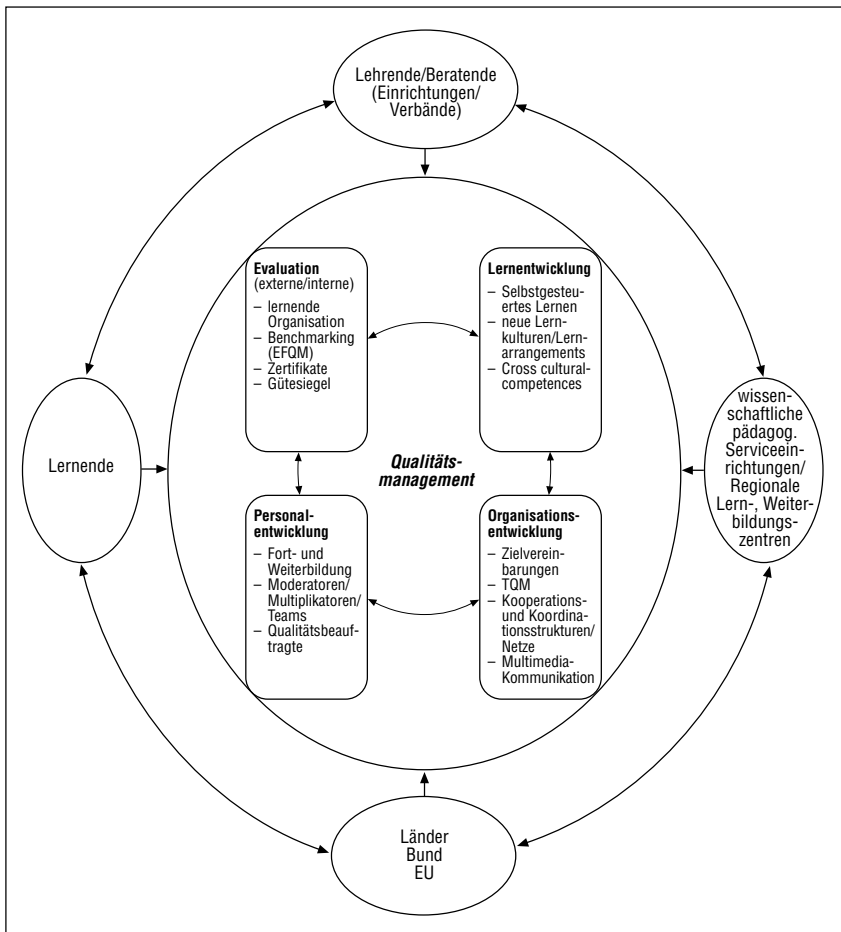 Lehrende/Beratende
(Einrichtungen/
Verbände)
Evaluation
(externe/interne)
– lernende
Organisation
– Benchmarking
(EFQM)
– Zertifikate
– Gütesiegel
Lernentwicklung
– Selbstgesteu-
ertes Lernen
– neue Lern-
kulturen/Lern-
arrangements
– Cross cultural-
competences
Lernende
Qualitäts-
management
wissen-
schaftliche
pädagog.
Serviceein-
richtungen/
Regionale
Lern-, Weiter-
bildungs-
zentren
Personal-
entwicklung
– Fort- und
Weiterbildung
– Moderatoren/
Multiplikatoren/
Teams
– Qualitätsbeauf-
tragte
Organisations-
entwicklung
– Zielverein-
barungen
– TQM
– Kooperations-
und Koordina-
tionsstrukturen/
Netze
– Multimedia-
Kommunikation
Länder
Bund
EU